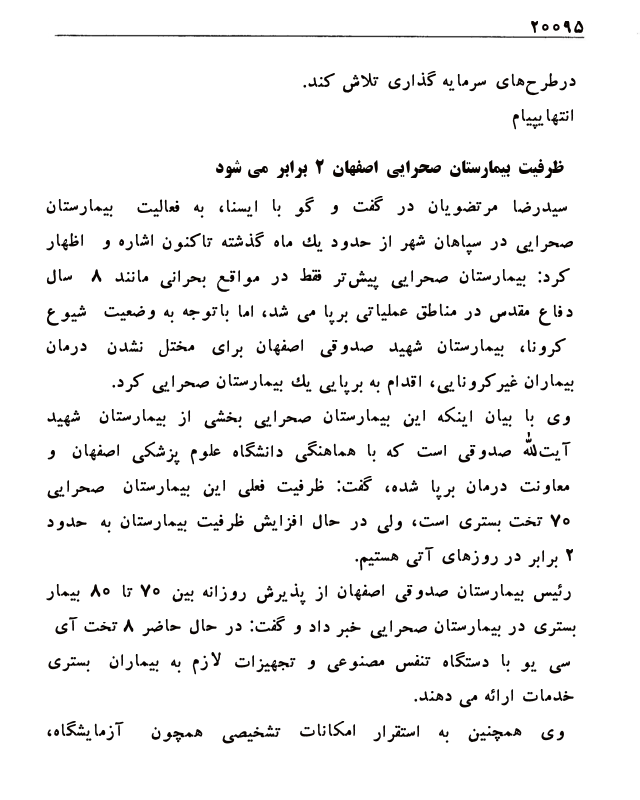 ۲۰۰۹۵
درطرح‌های سرمایه گذاری تلاش کند.
انتهایپیام
ظرفیت بیمارستان صحرایی اصفهان ۲ برابر می شود
سیدرضا مرتضویان در گفت و گو با ایسنا، به فعالیت بیمارستان
صحرایی در سپاهان شهر از حدود یك ماه گذشته تاکنون اشاره و اظهار
کرد: بیمارستان صحرایی پیش‌تر فقط در مواقع بحرانی مانند ۸ سال
دفاع مقدس در مناطق عملیاتی برپا می شد، اما باتوجه به وضعیت شیوع
کرونا، بیمارستان شهید صدوقی اصفهان برای مختل نشدن درمان
بیماران غیرکرونایی، اقدام به برپایی یك بیمارستان صحرایی کرد.
وی با بیان اینکه این بیمارستان صحرایی بخشی از بیمارستان شهید
آیت‌الله صدوقی است که با هماهنگی دانشگاه علوم پزشکی اصفهان و
معاونت درمان برپا شده، گفت: ظرفیت فعلی این بیمارستان صحرایی
۷۰ تخت بستری است، ولی در حال افزایش ظرفیت بیمارستان به حدود
۲ برابر در روزهای آتی هستیم.
رئیس بیمارستان صدوقی اصفهان از پذیرش روزانه بین ۷۰ تا ۸۰ بیمار
بستری در بیمارستان صحرایی خبر داد و گفت: در حال حاضر ۸ تخت آی
سی یو با دستگاه تنفس مصنوعی و تجهیزات لازم به بیماران بستری
خدمات ارائه می دهند.
وی همچنین به استقرار امکانات تشخیصی همچون آزمایشگاه،